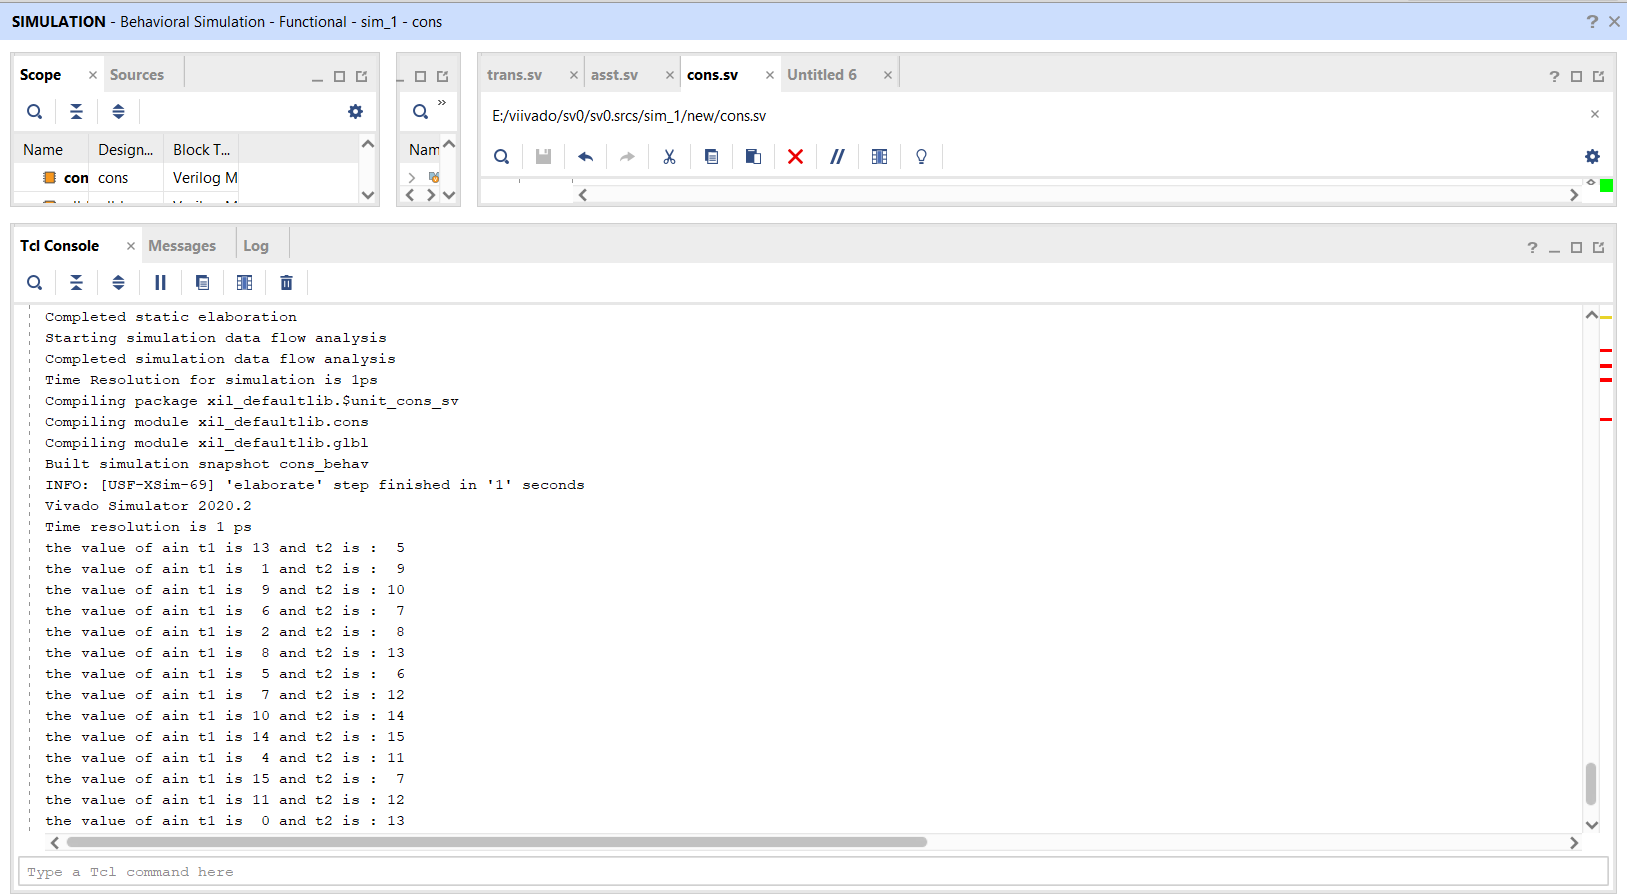 SIMULATION - Behavioral Simulation - Functional - sim_1 - cons
Scope Sources
Name Design... Block T...
con cons Verilog M
Nam
trans.sv asst.sv cons.sv Untitled 6
E:/viivado/sv0/sv0.srcs/sim_1/new/cons.sv
Tcl Console Messages Log
Completed static elaboration
Starting simulation data flow analysis
Completed simulation data flow analysis
Time Resolution for simulation is 1ps
Compiling package xil_defaultlib.$unit_cons_sv
Compiling module xil_defaultlib.cons
Compiling module xil_defaultlib.glbl
Built simulation snapshot cons_behav
INFO: [USF-XSim-69] 'elaborate' step finished in '1' seconds
Vivado Simulator 2020.2
Time resolution is 1 ps
the value of ain t1 is 13 and t2 is :  5
the value of ain t1 is  1 and t2 is :  9
the value of ain t1 is  9 and t2 is : 10
the value of ain t1 is  6 and t2 is :  7
the value of ain t1 is  2 and t2 is :  8
the value of ain t1 is  8 and t2 is : 13
the value of ain t1 is  5 and t2 is :  6
the value of ain t1 is  7 and t2 is : 12
the value of ain t1 is 10 and t2 is : 14
the value of ain t1 is 14 and t2 is : 15
the value of ain t1 is  4 and t2 is : 11
the value of ain t1 is 15 and t2 is :  7
the value of ain t1 is 11 and t2 is : 12
the value of ain t1 is  0 and t2 is : 13
Type a Tcl command here